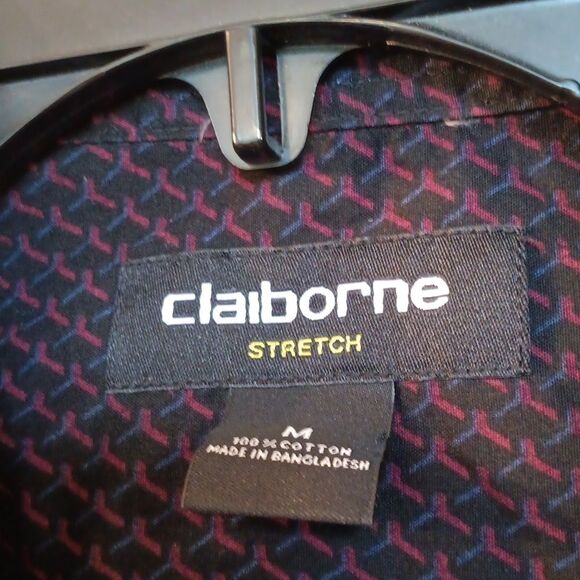 claiborne
STRETCH
M
100% COTTON
MADE IN BANGLADESH